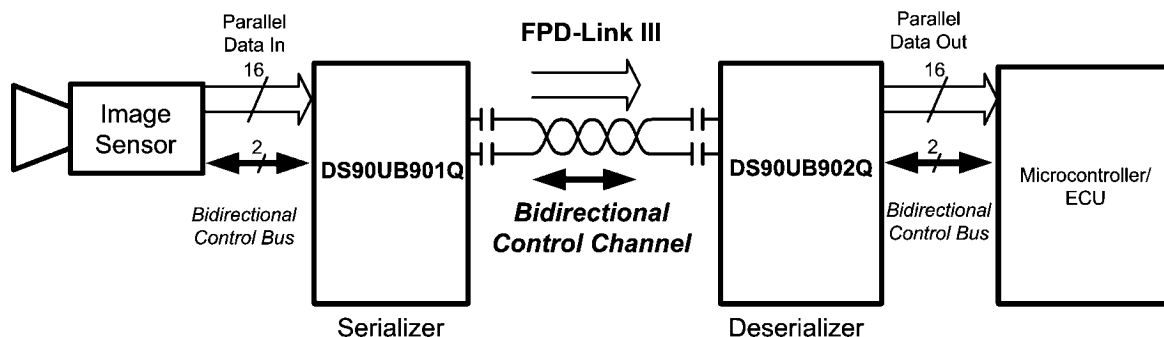 Parallel
Data In
16
Image
Sensor
2
Bidirectional
Control Bus
DS90UB901Q
Serializer
FPD-Link III
Bidirectional
Control Channel
DS90UB902Q
Deserializer
Parallel
Data Out
16
2
Bidirectional
Control Bus
Microcontroller/
ECU